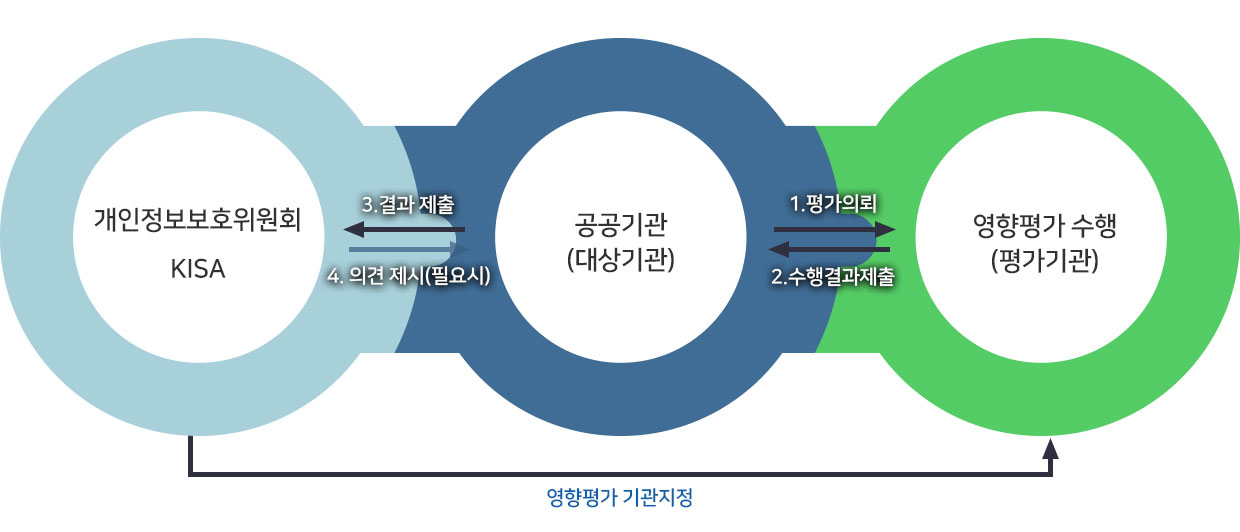 개인정보보호위원회
KISA
3.결과 제출
4. 의견 제시(필요시)
공공기관
(대상기관)
1.평가의뢰
2.수행결과제출
영향평가 수행
(평가기관)
영향평가 기관지정